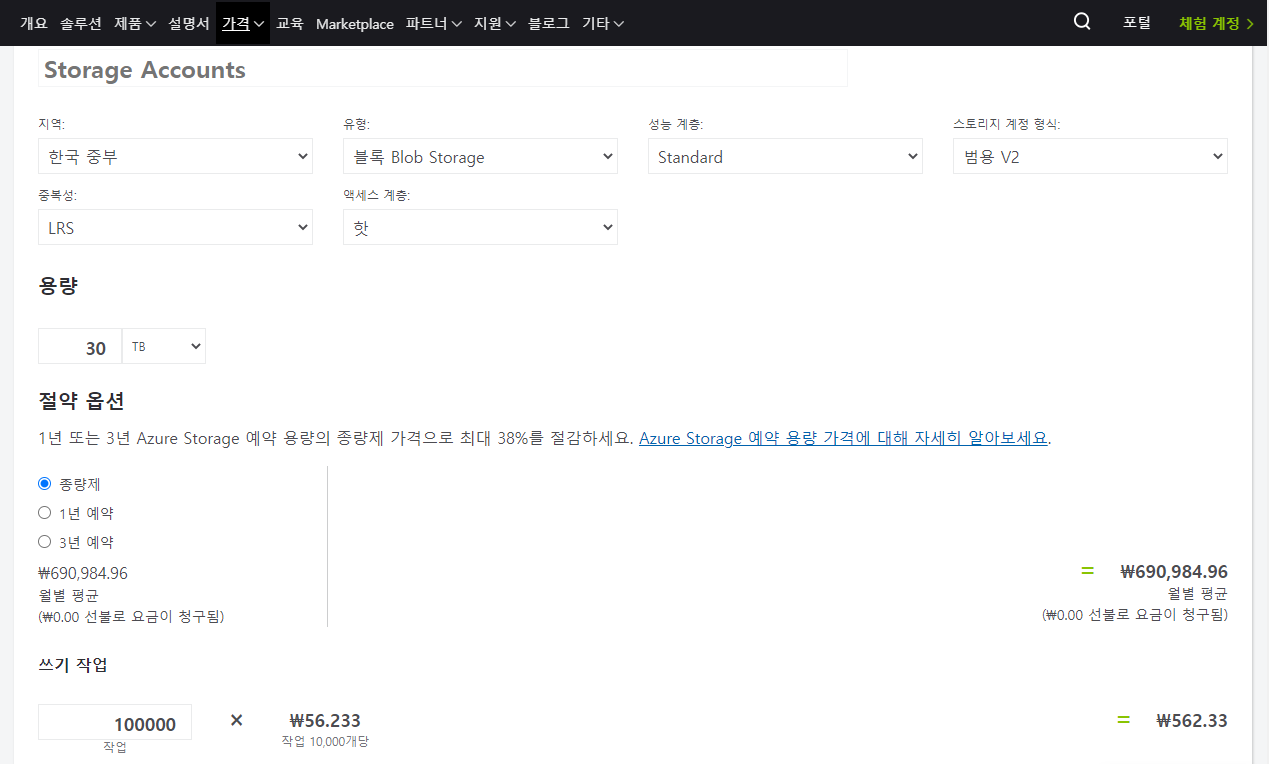 개요 솔루션 제품 설명서 가격 교육 Marketplace 파트너 지원 블로그 기타 포털 체험 계정
Storage Accounts
지역: 유형: 성능 계층: 스토리지 계정 형식:
한국 중부 블록 Blob Storage Standard 범용 V2
중복성: 액세스 계층:
LRS 핫
용량
30 TB
절약 옵션
1년 또는 3년 Azure Storage 예약 용량의 종량제 가격으로 최대 38%를 절감하세요. Azure Storage 예약 용량 가격에 대해 자세히 알아보세요.
종량제
1년 예약
3년 예약
₩690,984.96 = ₩690,984.96
월별 평균 월별 평균
(₩0.00 선불로 요금이 청구됨) (₩0.00 선불로 요금이 청구됨)
쓰기 작업
100000 × ₩56.233 = ₩562.33
작업 작업 10,000개당